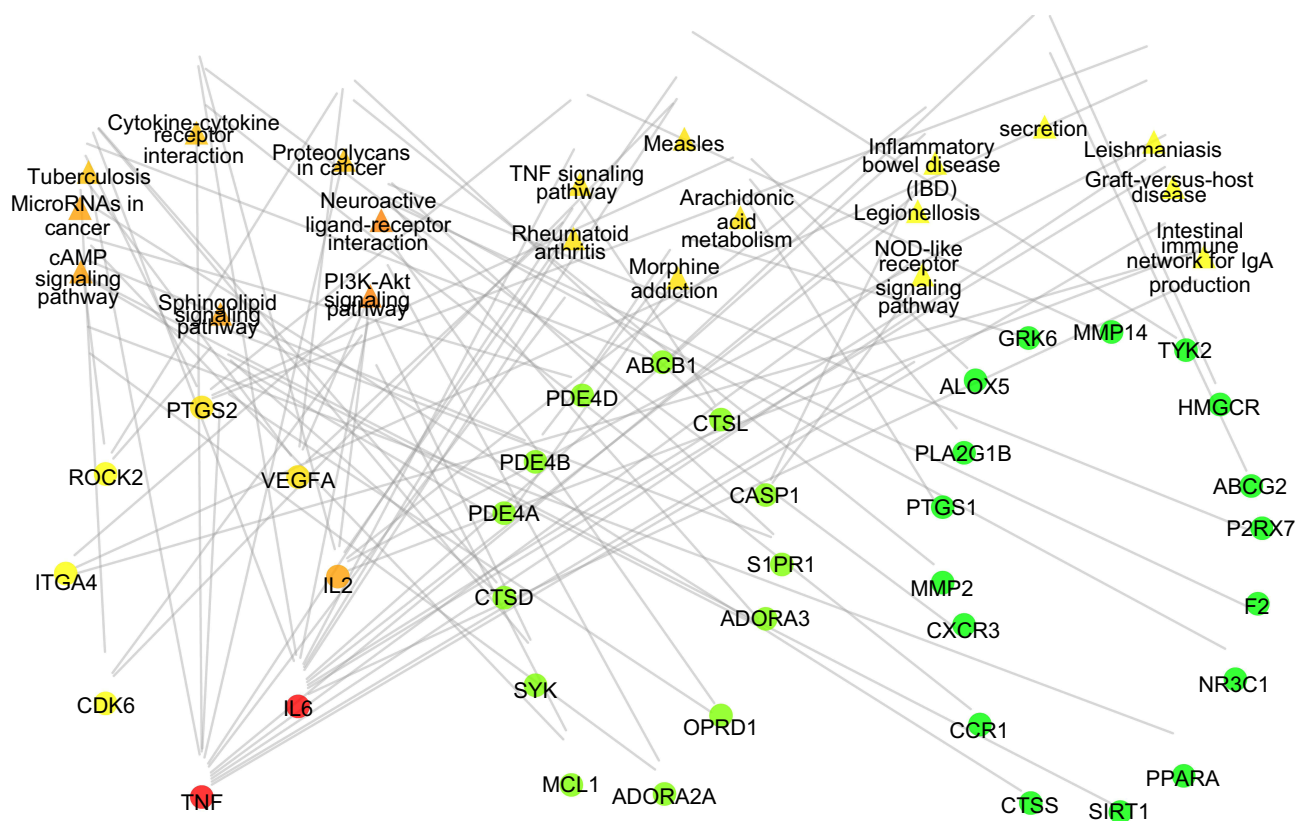 Cytokine-cytokine
receptor
interaction
Proteoglycans
in cancer
Tuberculosis
MicroRNAs in
cancer
Neuroactive
ligand-receptor
interaction
cAMP
signaling
pathway
Sphingolipid
signaling
pathway
PI3K-Akt
signaling
pathway
TNF signaling
pathway
Rheumatoid
arthritis
Measles
Arachidonic
acid
metabolism
Morphine
addiction
Inflammatory
bowel disease
(IBD)
Legionellosis
NOD-like
receptor
signaling
pathway
secretion
Leishmaniasis
Graft-versus-host
disease
Intestinal
immune
network for IgA
production
GRK6
MMP14
TYK2
ABCB1
ALOX5
PDE4D
HMGCR
PTGS2
CTSL
PLA2G1B
PDE4B
ROCK2
VEGFA
ABCG2
CASP1
PTGS1
PDE4A
P2RX7
S1PR1
ITGA4
IL2
MMP2
CTSD
F2
ADORA3
CXCR3
NR3C1
SYK
CDK6
IL6
OPRD1
CCR1
PPARA
MCL1
ADORA2A
TNF
CTSS
SIRT1